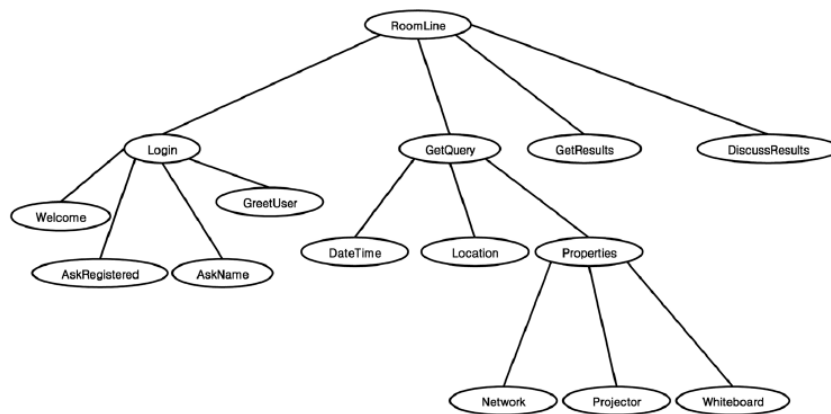 RoomLine
Login
GetQuery
GetResults
DiscussResults
Welcome
GreetUser
AskRegistered
AskName
DateTime
Location
Properties
Network
Projector
Whiteboard